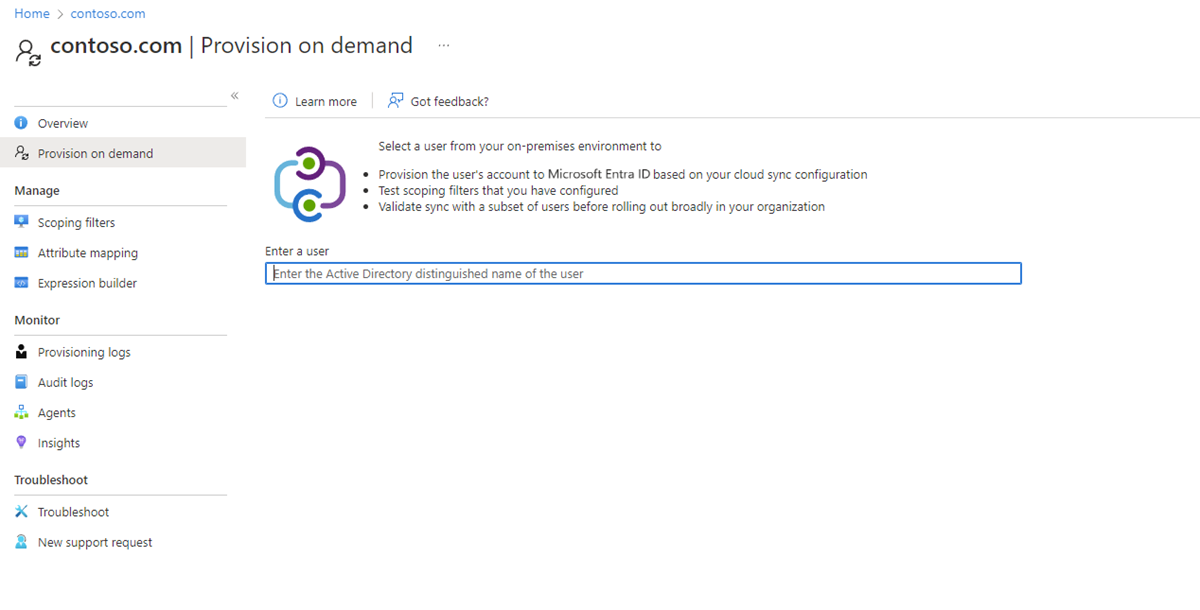 Home > contoso.com
contoso.com | Provision on demand ...
«
Overview
Provision on demand
Manage
Scoping filters
Attribute mapping
Expression builder
Monitor
Provisioning logs
Audit logs
Agents
Insights
Troubleshoot
Troubleshoot
New support request
Learn more | Got feedback?
Select a user from your on-premises environment to
• Provision the user's account to Microsoft Entra ID based on your cloud sync configuration
• Test scoping filters that you have configured
• Validate sync with a subset of users before rolling out broadly in your organization
Enter a user
Enter the Active Directory distinguished name of the user